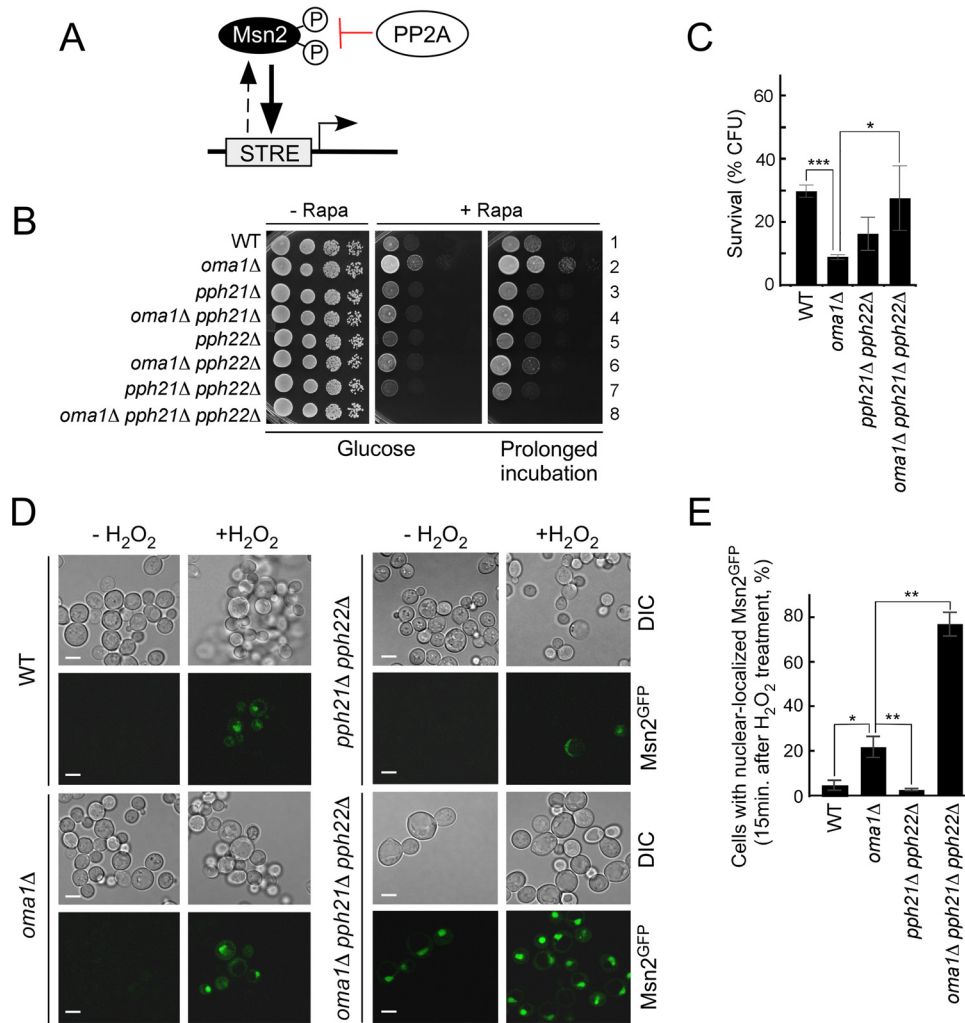 A
Msn2
P
P
PP2A
STRE
B
- Rapa
+ Rapa
WT
oma1Δ
pph21Δ
oma1Δ pph21Δ
pph22Δ
oma1Δ pph22Δ
pph21Δ pph22Δ
oma1Δ pph21Δ pph22Δ
1
2
3
4
5
6
7
8
Glucose
Prolonged
incubation
C
Survival (% CFU)
60
40
20
0
***
*
WT
oma1Δ
pph21Δ pph22Δ
oma1Δ pph21Δ pph22Δ
D
- H₂O₂
+H₂O₂
- H₂O₂
+H₂O₂
WT
pph21Δ pph22Δ
DIC
Msn2ᴳᶠᴾ
oma1Δ
oma1Δ pph21Δ pph22Δ
DIC
Msn2ᴳᶠᴾ
E
Cells with nuclear-localized Msn2ᴳᶠᴾ
(15min. after H₂O₂ treatment, %)
80
60
40
20
0
*
**
**
WT
oma1Δ
pph21Δ pph22Δ
oma1Δ pph21Δ pph22Δ